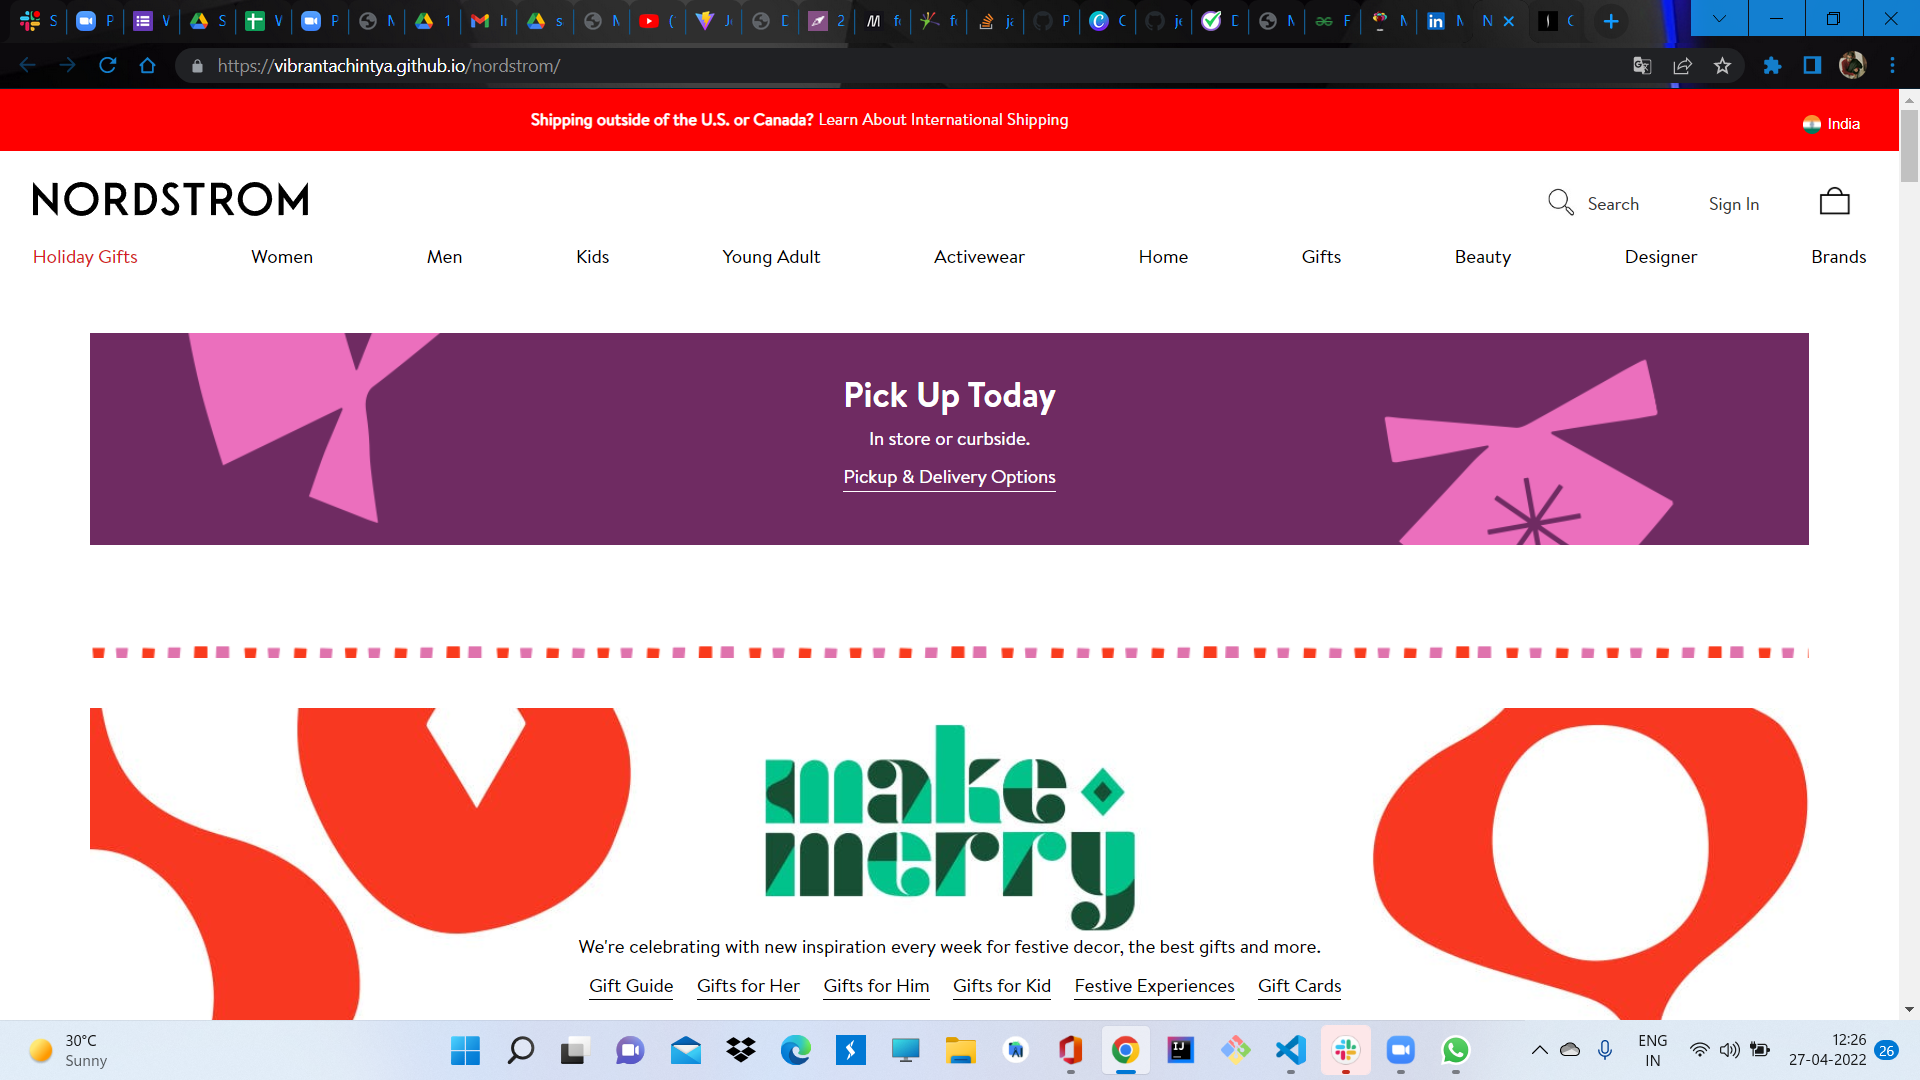 https://vibrantachintya.github.io/nordstrom/
Shipping outside of the U.S. or Canada? Learn About International Shipping
India
NORDSTROM
Search
Sign In
Holiday Gifts
Women
Men
Kids
Young Adult
Activewear
Home
Gifts
Beauty
Designer
Brands
Pick Up Today
In store or curbside.
Pickup & Delivery Options
make
merry
We're celebrating with new inspiration every week for festive decor, the best gifts and more.
Gift Guide
Gifts for Her
Gifts for Him
Gifts for Kid
Festive Experiences
Gift Cards
30°C
Sunny
ENG
IN
12:26
27-04-2022
26